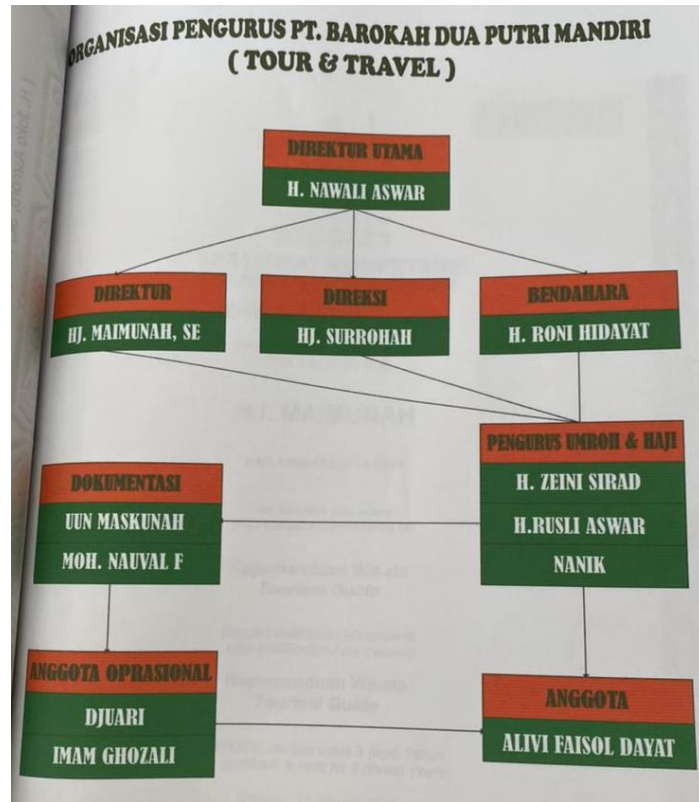 ORGANISASI PENGURUS PT. BAROKAH DUA PUTRI MANDIRI
( TOUR & TRAVEL )
DIREKTUR UTAMA
H. NAWALI ASWAR
DIREKTUR
HJ. MAIMUNAH, SE
DIREKSI
HJ. SURROHAH
BENDAHARA
H. RONI HIDAYAT
PENGURUS UMROH & HAJI
H. ZEINI SIRAD
H.RUSLI ASWAR
NANIK
DOKUMENTASI
UUN MASKUNAH
MOH. NAUVAL F
ANGGOTA OPRASIONAL
DJUARI
IMAM GHOZALI
ANGGOTA
ALIVI FAISOL DAYAT